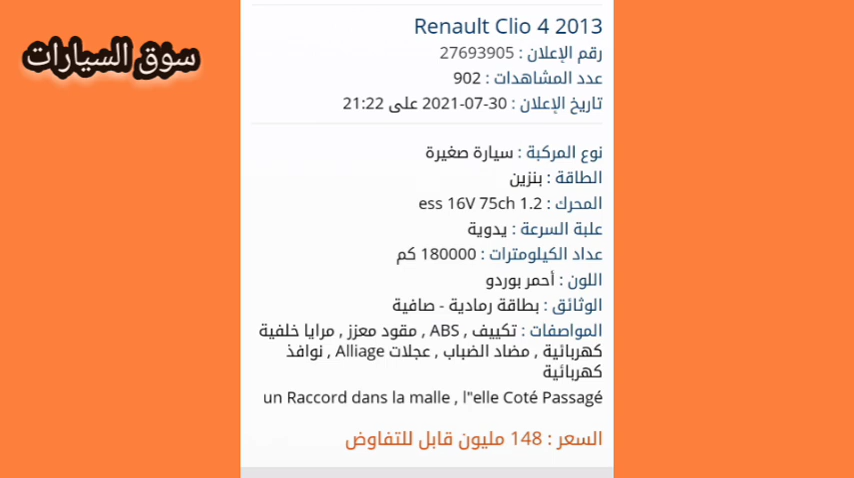 سوق السيارات
Renault Clio 4 2013
رقم الإعلان : 27693905
عدد المشاهدات : 902
تاريخ الإعلان : 30-07-2021 على 21:22
نوع المركبة : سيارة صغيرة
الطاقة : بنزين
المحرك : 1.2 ess 16V 75ch
علبة السرعة : يدوية
عداد الكيلومترات : 180000 كم
اللون : أحمر بوردو
الوثائق : بطاقة رمادية - صافية
المواصفات : تكييف , ABS , مقود معزز , مرايا خلفية
كهربائية , مضاد الضباب , عجلات Alliage , نوافذ
كهربائية
un Raccord dans la malle , l"elle Coté Passagé
السعر : 148 مليون قابل للتفاوض